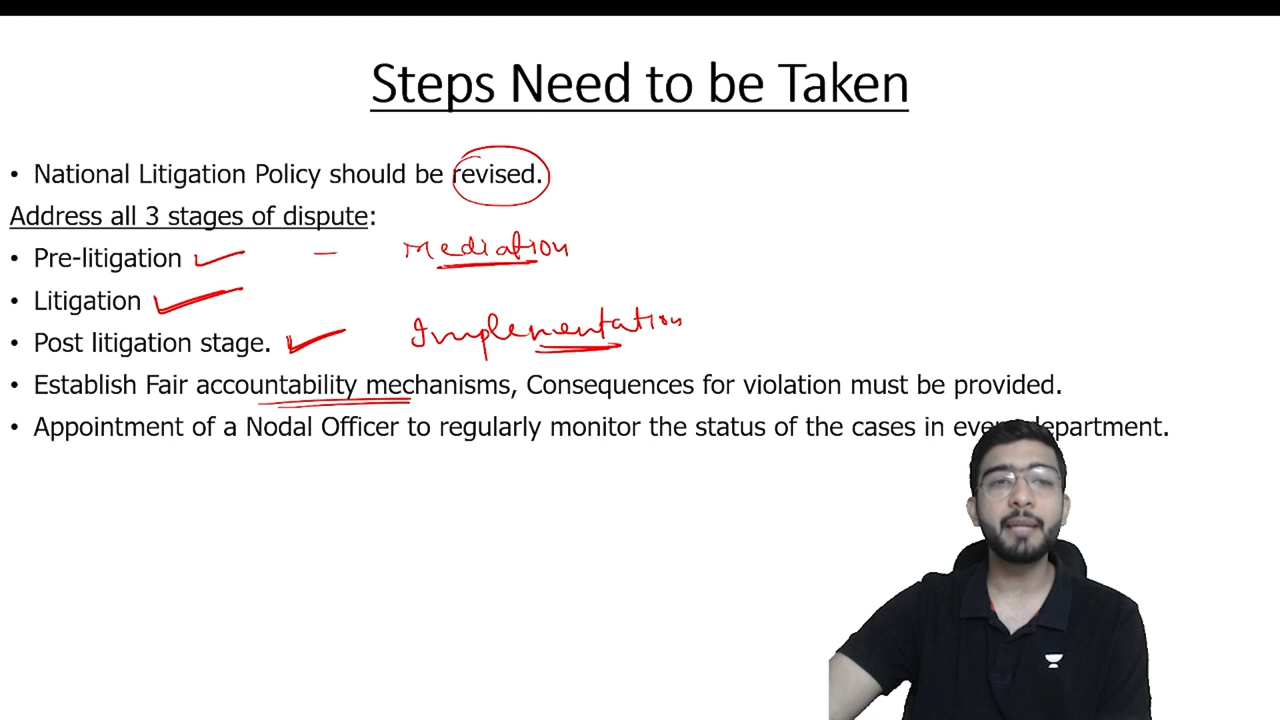 Steps Need to be Taken
• National Litigation Policy should be revised.
Address all 3 stages of dispute:
• Pre-litigation – Mediation
• Litigation
• Post litigation stage. Implementation
• Establish Fair accountability mechanisms, Consequences for violation must be provided.
• Appointment of a Nodal Officer to regularly monitor the status of the cases in every department.